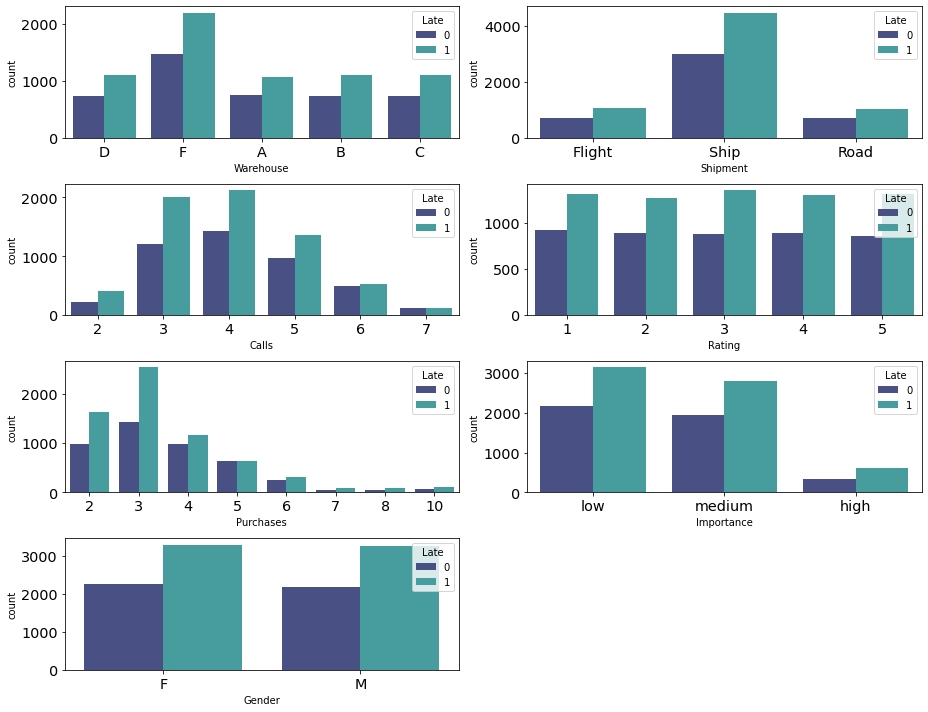 2000
1000
0
count
D F A B C
Warehouse
Late
0
1
4000
2000
0
count
Flight Ship Road
Shipment
Late
0
1
2000
1000
0
count
2 3 4 5 6 7
Calls
Late
0
1
1000
500
0
count
1 2 3 4 5
Rating
Late
0
1
2000
1000
0
count
2 3 4 5 6 7 8 10
Purchases
Late
0
1
3000
2000
1000
0
count
low medium high
Importance
Late
0
1
3000
2000
1000
0
count
F M
Gender
Late
0
1